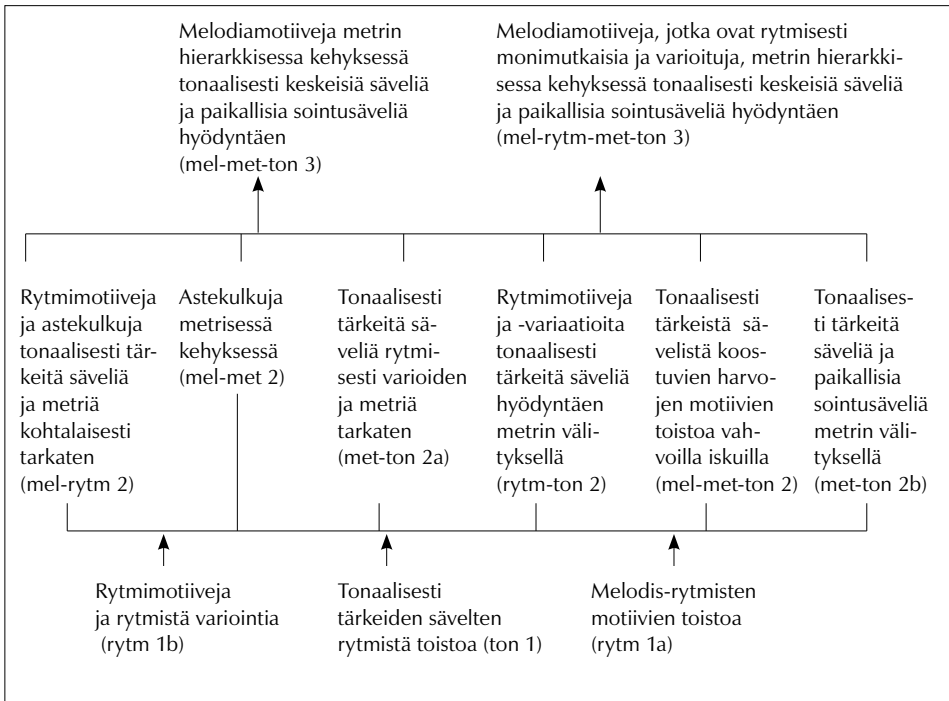 Melodiamotiiveja metrin
hierarkkisessa kehyksessä
tonaalisesti keskeisiä säveliä
ja paikallisia sointusäveliä
hyödyntäen
(mel-met-ton 3)
Melodiamotiiveja, jotka ovat rytmisesti
monimutkaisia ja varioituja, metrin hierarkki-
sessa kehyksessä tonaalisesti keskeisiä säveliä
ja paikallisia sointusäveliä hyödyntäen
(mel-rytm-met-ton 3)
Rytmimotiiveja
ja astekulkuja
tonaalisesti tär-
keitä säveliä
ja metriä
kohtalaisesti
tarkaten
(mel-rytm 2)
Astekulkuja
metrisessä
kehyksessä
(mel-met 2)
Tonaalisesti
tärkeitä sä-
veliä rytmi-
sesti varioiden
ja metriä
tarkaten
(met-ton 2a)
Rytmimotiiveja
ja -variaatioita
tonaalisesti
tärkeitä säveliä
hyödyntäen
metrin väli-
tyksellä
(rytm-ton 2)
Tonaalisesti
tärkeistä sä-
velistä koos-
tuvien harvo-
jen motiivien
toistoa vah-
voilla iskuilla
(mel-met-ton 2)
Tonaalises-
ti tärkeitä
säveliä ja
paikallisia
sointusäveliä
metrin väli-
tyksellä
(met-ton 2b)
Rytmimotiiveja
ja rytmistä variointia
(rytm 1b)
Tonaalisesti
tärkeiden sävelten
rytmistä toistoa (ton 1)
Melodis-rytmisten
motiivien toistoa
(rytm 1a)